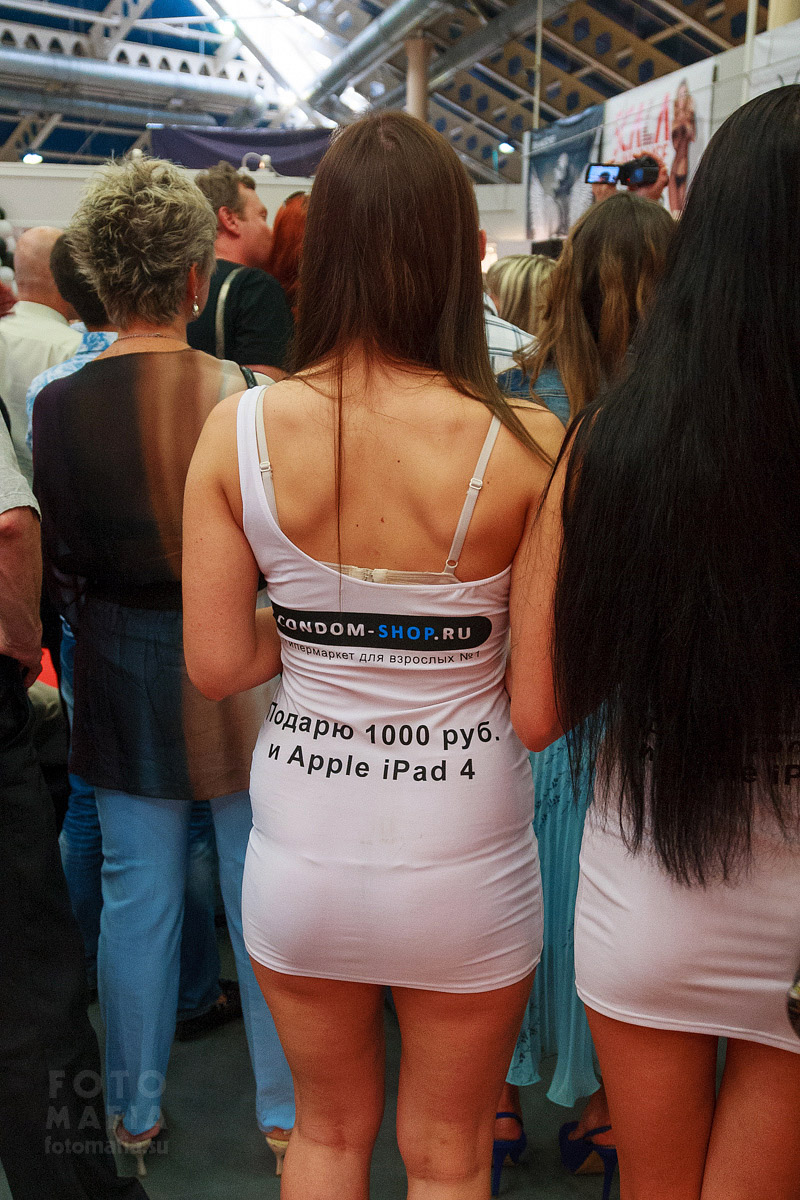 CONDOM-SHOP.RU
гипермаркет для взрослых №1
Подарю 1000 руб.
и Apple iPad 4
FOTO
MANIA
fotomania.su